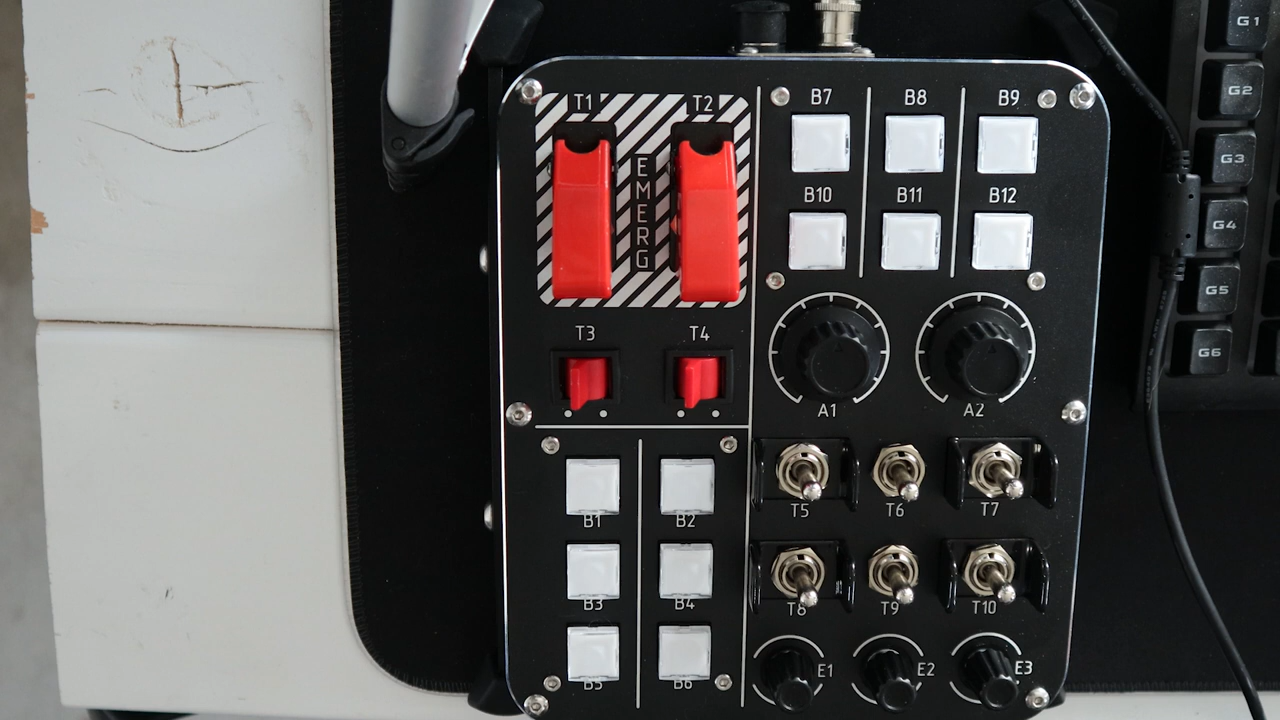 T1 T2
EMERG
T3 T4
B1 B2
B3 B4
B5 B6
B7 B8 B9
B10 B11 B12
A1 A2
T5 T6 T7
T8 T9 T10
E1 E2 E3
G1
G2
G3
G4
G5
G6